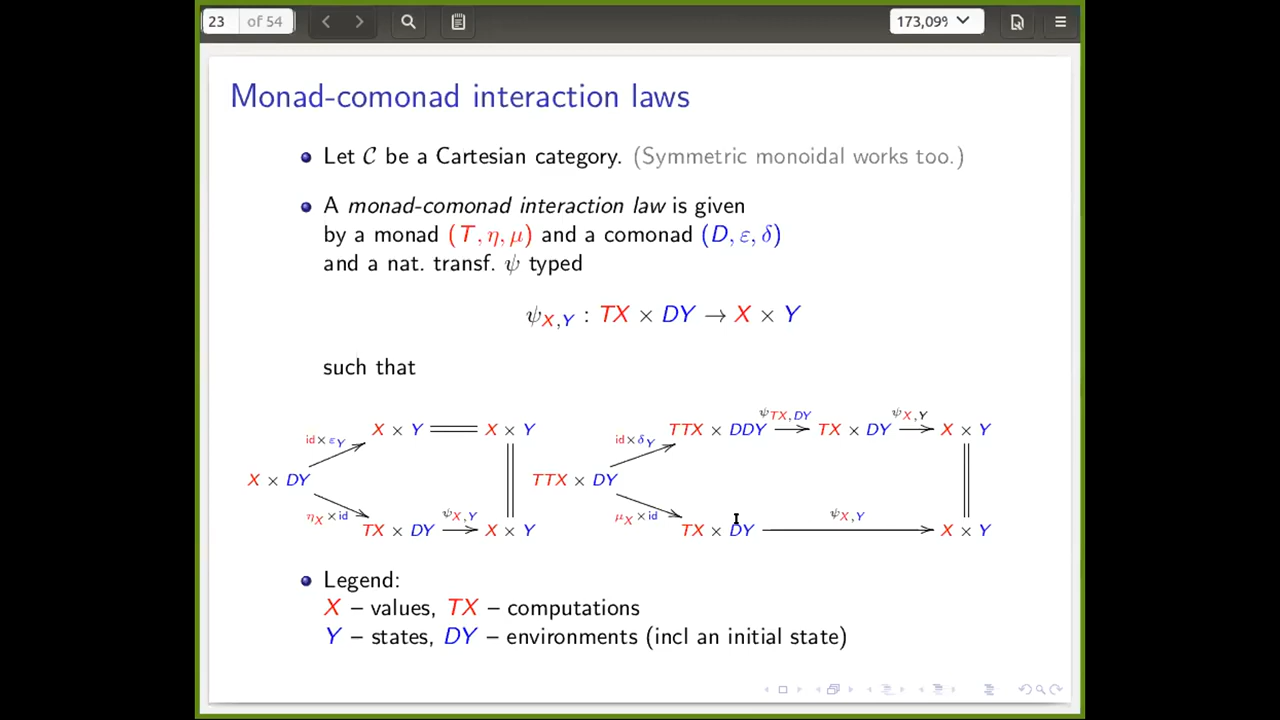 23 of 54 173,09%
Monad-comonad interaction laws
Let C be a Cartesian category. (Symmetric monoidal works too.)
A monad-comonad interaction law is given
by a monad (T, η, μ) and a comonad (D, ε, δ)
and a nat. transf. ψ typed
ψX,Y : TX × DY → X × Y
such that
X × Y X × Y
id×εY
X × DY
ηX×id
TX × DY ψX,Y X × Y
TTX × DDY ψTX,DY TX × DY ψX,Y X × Y
id×δY
TTX × DY
μX×id
TX × DY ψX,Y X × Y
Legend:
X – values, TX – computations
Y – states, DY – environments (incl an initial state)